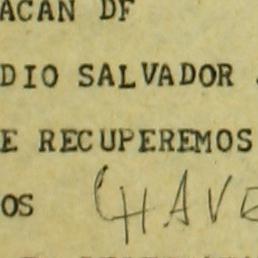 ACAN DF
DIO SALVADOR
E RECUPEREMOS
OS CHAVE